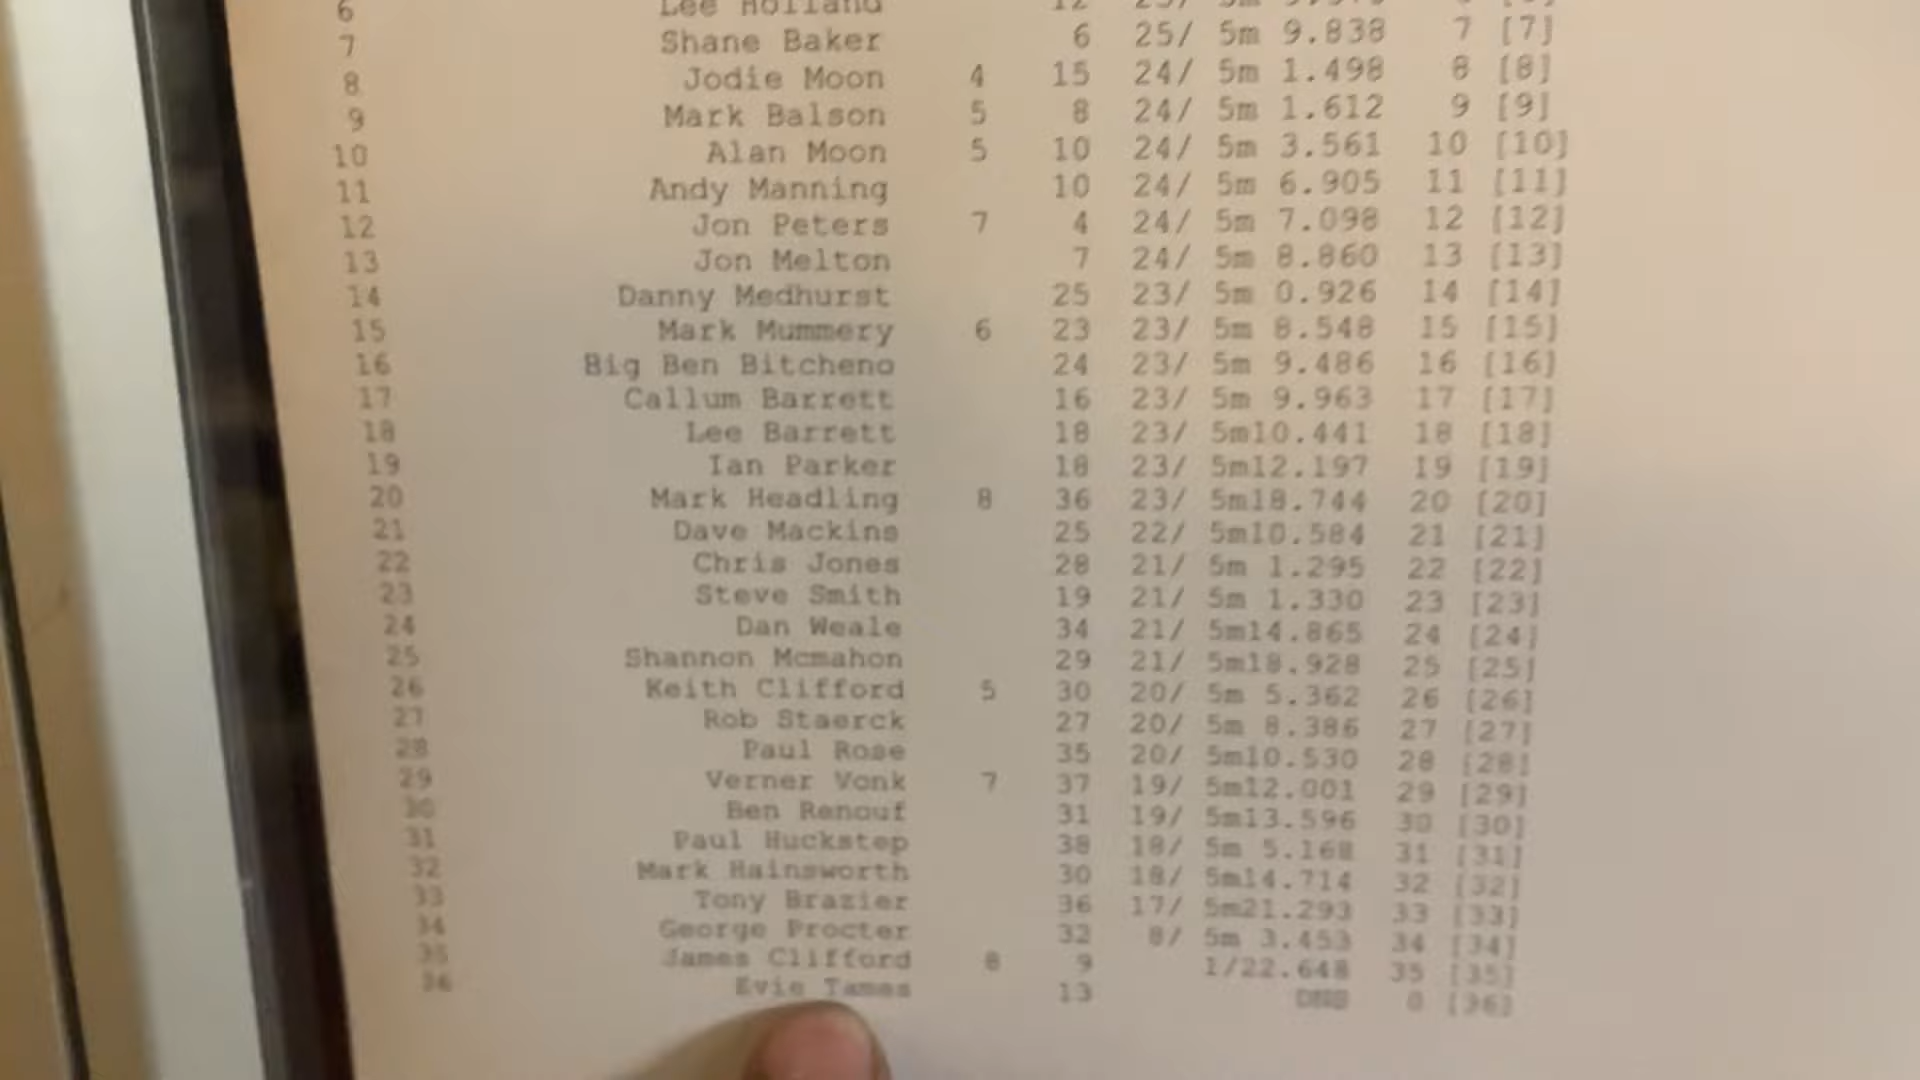 6 Lee Holland 12 25/ 5m
7 Shane Baker 6 25/ 5m 9.838 7 [7]
8 Jodie Moon 4 15 24/ 5m 1.498 8 [8]
9 Mark Balson 5 8 24/ 5m 1.612 9 [9]
10 Alan Moon 5 10 24/ 5m 3.561 10 [10]
11 Andy Manning 10 24/ 5m 6.905 11 [11]
12 Jon Peters 7 4 24/ 5m 7.098 12 [12]
13 Jon Melton 7 24/ 5m 8.860 13 [13]
14 Danny Medhurst 25 23/ 5m 0.926 14 [14]
15 Mark Mummery 6 23 23/ 5m 8.548 15 [15]
16 Big Ben Bitcheno 24 23/ 5m 9.486 16 [16]
17 Callum Barrett 16 23/ 5m 9.963 17 [17]
18 Lee Barrett 18 23/ 5m10.441 18 [18]
19 Ian Parker 18 23/ 5m12.197 19 [19]
20 Mark Headling 8 36 23/ 5m18.744 20 [20]
21 Dave Mackins 25 22/ 5m10.584 21 [21]
22 Chris Jones 28 21/ 5m 1.295 22 [22]
23 Steve Smith 19 21/ 5m 1.330 23 [23]
24 Dan Weale 34 21/ 5m14.865 24 [24]
25 Shannon Mcmahon 29 21/ 5m18.928 25 [25]
26 Keith Clifford 5 30 20/ 5m 5.362 26 [26]
27 Rob Staerck 27 20/ 5m 8.386 27 [27]
28 Paul Rose 35 20/ 5m10.530 28 [28]
29 Verner Vonk 7 37 19/ 5m12.001 29 [29]
30 Ben Renouf 31 19/ 5m13.596 30 [30]
31 Paul Huckstep 38 18/ 5m 5.168 31 [31]
32 Mark Hainsworth 30 18/ 5m14.714 32 [32]
33 Tony Brazier 36 17/ 5m21.293 33 [33]
34 George Procter 32 8/ 5m 3.453 34 [34]
35 James Clifford 8 9 1/22.648 35 [35]
36 Evie Tames 13 DNS 0 [36]